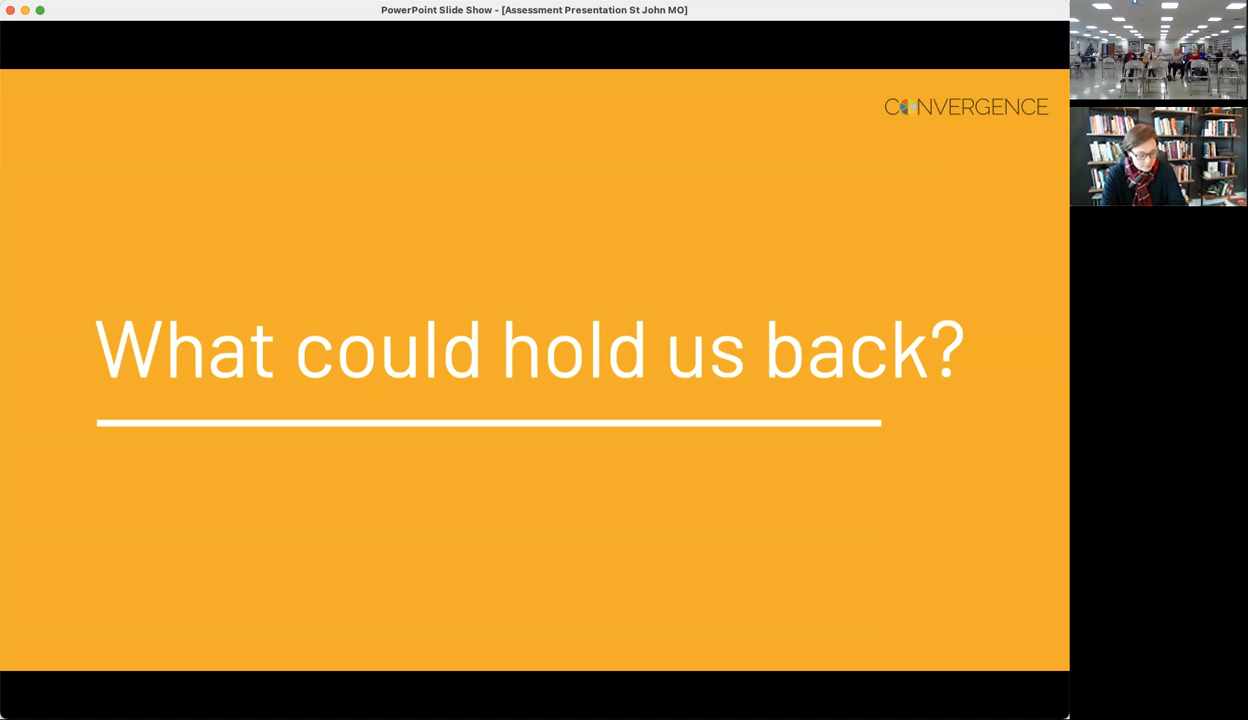 PowerPoint Slide Show - [Assessment Presentation St John MO]
CONVERGENCE
What could hold us back?